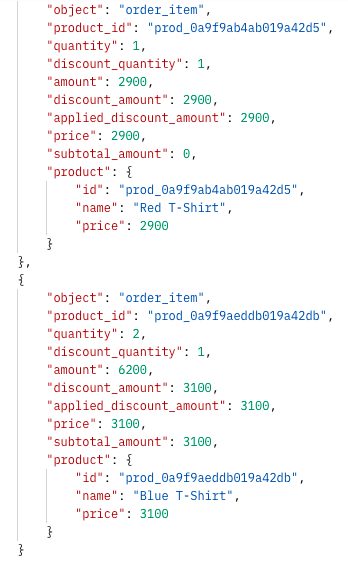 "object": "order_item",
"product_id": "prod_0a9f9ab4ab019a42d5",
"quantity": 1,
"discount_quantity": 1,
"amount": 2900,
"discount_amount": 2900,
"applied_discount_amount": 2900,
"price": 2900,
"subtotal_amount": 0,
"product": {
"id": "prod_0a9f9ab4ab019a42d5",
"name": "Red T-Shirt",
"price": 2900
}
},
{
"object": "order_item",
"product_id": "prod_0a9f9aeddb019a42db",
"quantity": 2,
"discount_quantity": 1,
"amount": 6200,
"discount_amount": 3100,
"applied_discount_amount": 3100,
"price": 3100,
"subtotal_amount": 3100,
"product": {
"id": "prod_0a9f9aeddb019a42db",
"name": "Blue T-Shirt",
"price": 3100
}
}